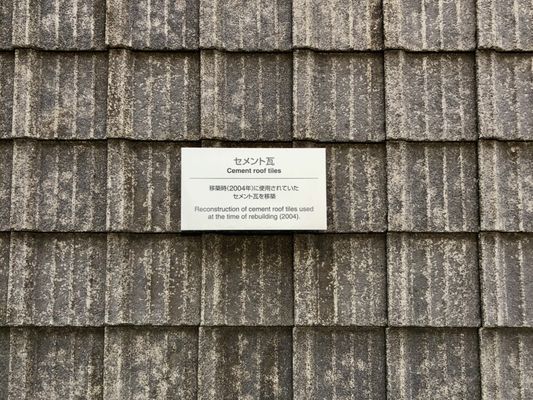 セメント瓦
Cement roof tiles
移築時(2004年)に使用されていた
セメント瓦を移築
Reconstruction of cement roof tiles used
at the time of rebuilding (2004).